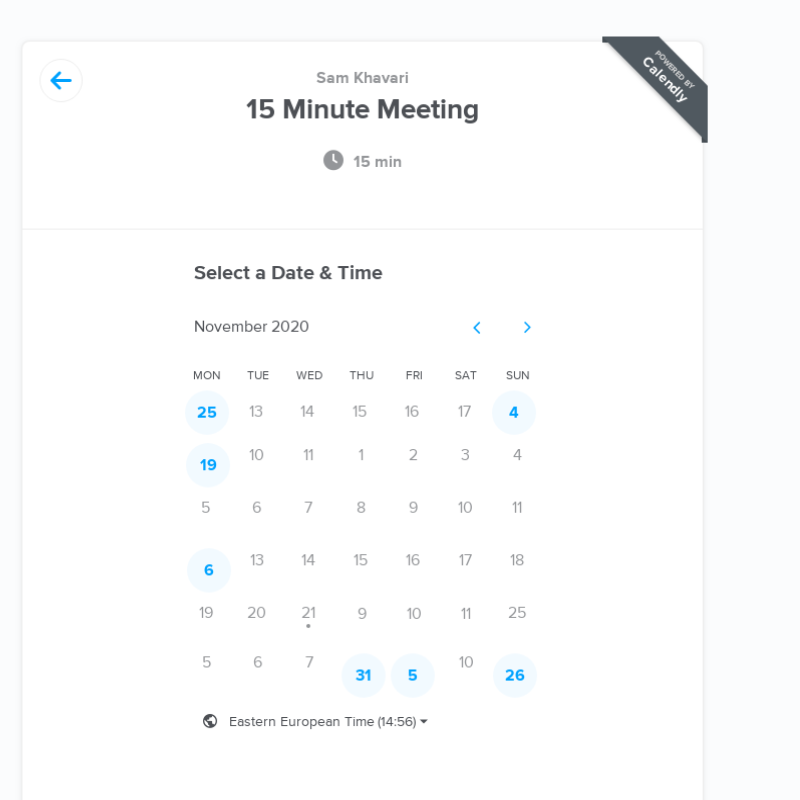 Sam Khavari
15 Minute Meeting
15 min
POWERED BY
Calendly
Select a Date & Time
November 2020
MON TUE WED THU FRI SAT SUN
25 13 14 15 16 17 4
19 10 11 1 2 3 4
5 6 7 8 9 10 11
6 13 14 15 16 17 18
19 20 21 9 10 11 25
5 6 7 31 5 10 26
Eastern European Time (14:56)